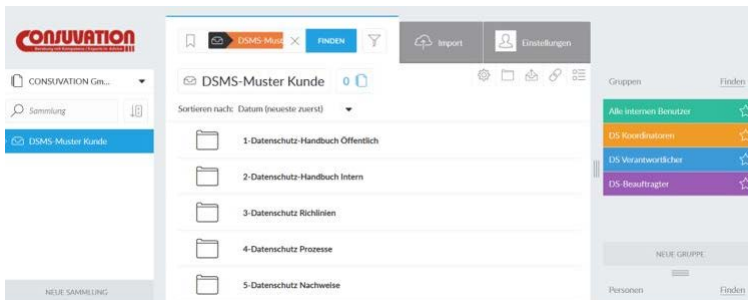 CONSUVATION
DSMS-Must
FINDEN
Import
Einstellungen
CONSUVATION Gm...
Sammlung
DSMS-Muster Kunde
DSMS-Muster Kunde 0
Sortieren nach: Datum (neueste zuerst)
1-Datenschutz-Handbuch Öffentlich
2-Datenschutz-Handbuch Intern
3-Datenschutz Richlinien
4-Datenschutz Prozesse
5-Datenschutz Nachweise
NEUE SAMMLUNG
Gruppen Finden
Alle internen Benutzer
DS Koordinatoren
DS Verantwortlicher
DS-Beauftragter
NEUE GRUPPE
Personen Finden